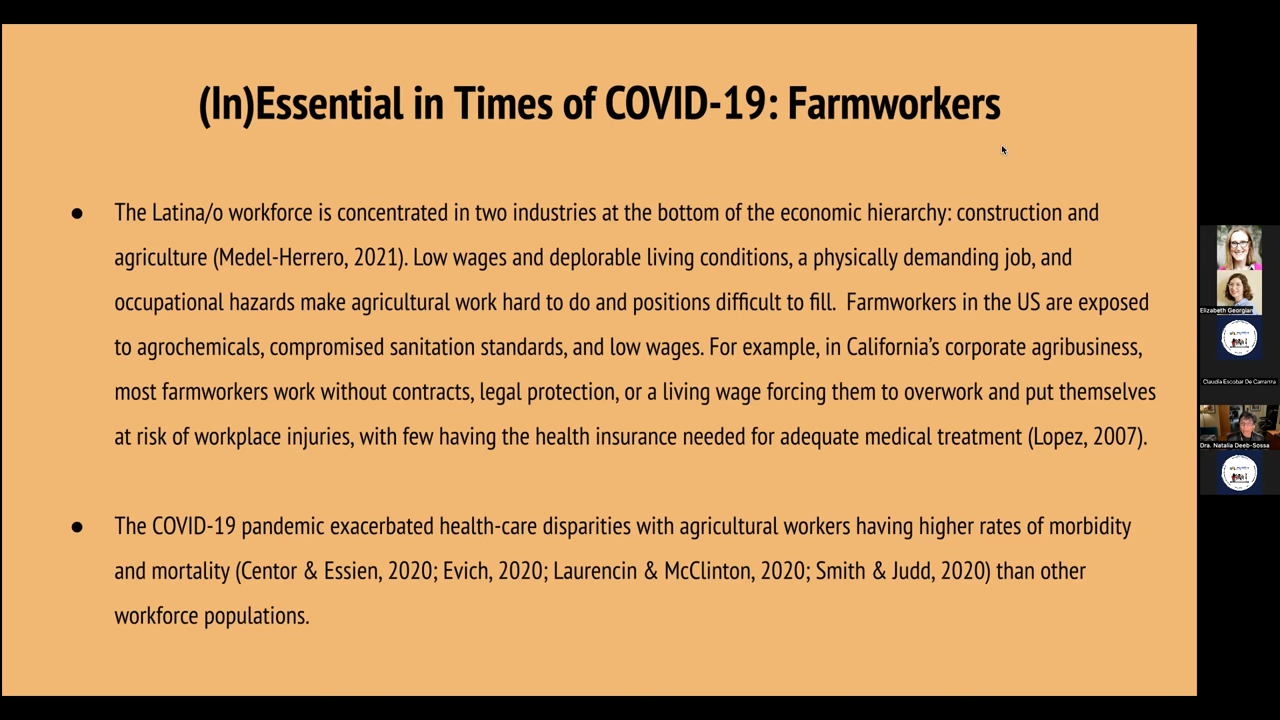 (In)Essential in Times of COVID-19: Farmworkers
● The Latina/o workforce is concentrated in two industries at the bottom of the economic hierarchy: construction and
agriculture (Medel-Herrero, 2021). Low wages and deplorable living conditions, a physically demanding job, and
occupational hazards make agricultural work hard to do and positions difficult to fill.  Farmworkers in the US are exposed
to agrochemicals, compromised sanitation standards, and low wages. For example, in California's corporate agribusiness,
most farmworkers work without contracts, legal protection, or a living wage forcing them to overwork and put themselves
at risk of workplace injuries, with few having the health insurance needed for adequate medical treatment (Lopez, 2007).
● The COVID-19 pandemic exacerbated health-care disparities with agricultural workers having higher rates of morbidity
and mortality (Centor & Essien, 2020; Evich, 2020; Laurencin & McClinton, 2020; Smith & Judd, 2020) than other
workforce populations.
Elizabeth Georgian
Claudia Escobar De Carranza
Dra. Natalia Deeb-Sossa